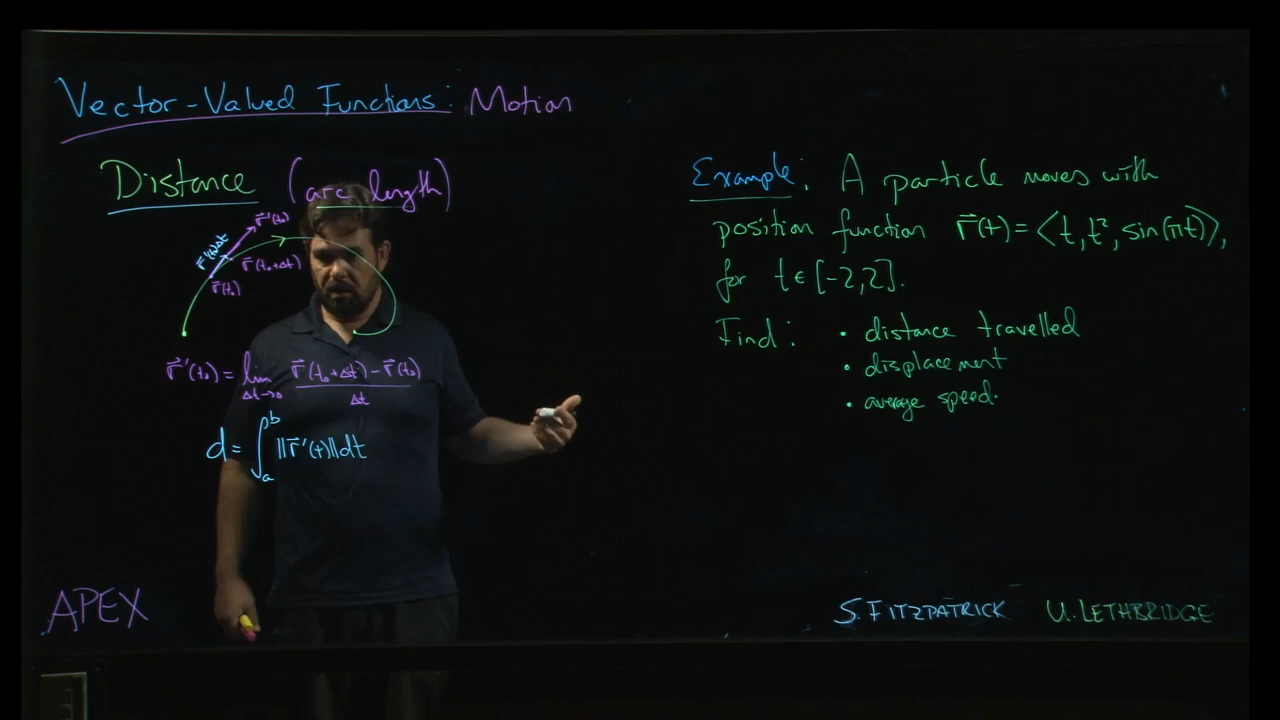 Vector-Valued Functions: Motion
Distance (arc length)
r⃗'(t₀)
r⃗'(t₀)Δt
r⃗(t₀+Δt)
r⃗(t₀)
r⃗'(t₀) = lim Δt→0 (r⃗(t₀+Δt) − r⃗(t₀))/Δt
d = ∫ₐᵇ ||r⃗'(t)||dt
APEX
Example: A particle moves with
position function r⃗(t) = ⟨t, t², sin(πt)⟩,
for t ∈ [-2,2].
Find: • distance travelled
• displacement
• average speed.
S. FITZPATRICK U. LETHBRIDGE